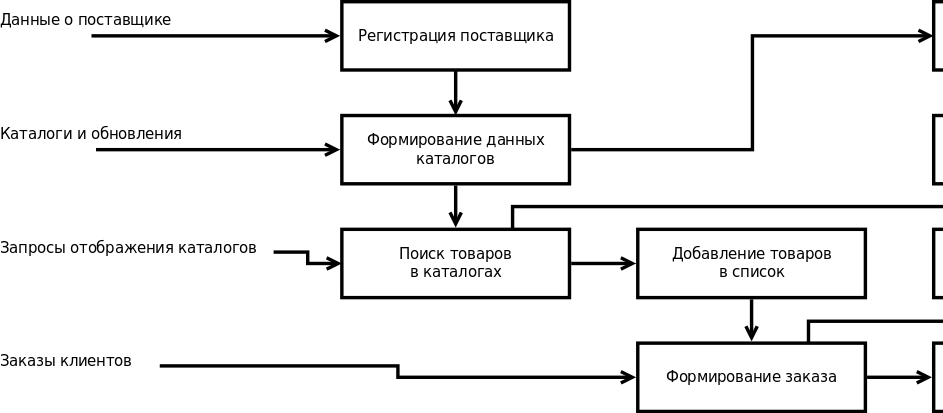 Данные о поставщике
Регистрация поставщика
Каталоги и обновления
Формирование данных
каталогов
Запросы отображения каталогов
Поиск товаров
в каталогах
Добавление товаров
в список
Заказы клиентов
Формирование заказа